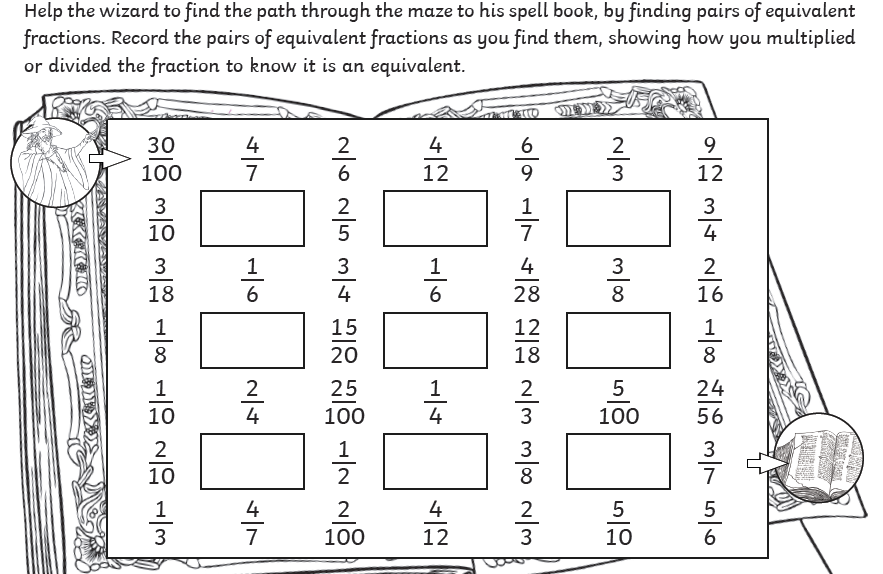 Help the wizard to find the path through the maze to his spell book, by finding pairs of equivalent
fractions. Record the pairs of equivalent fractions as you find them, showing how you multiplied
or divided the fraction to know it is an equivalent.
30/100 4/7 2/6 4/12 6/9 2/3 9/12
3/10 2/5 1/7 3/4
3/18 1/6 3/4 1/6 4/28 3/8 2/16
1/8 15/20 12/18 1/8
1/10 2/4 25/100 1/4 2/3 5/100 24/56
2/10 1/2 3/8 3/7
1/3 4/7 2/100 4/12 2/3 5/10 5/6